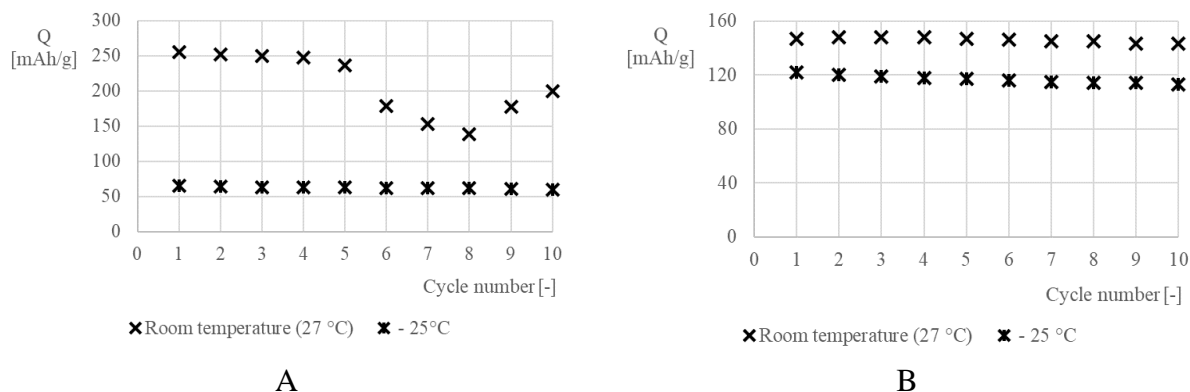 Q
[mAh/g]
300
250
200
150
100
50
0
0 1 2 3 4 5 6 7 8 9 10
Cycle number [-]
Room temperature (27 °C) - 25°C
A
Q
[mAh/g]
160
120
80
40
0
0 1 2 3 4 5 6 7 8 9 10
Cycle number [-]
Room temperature (27 °C) - 25 °C
B